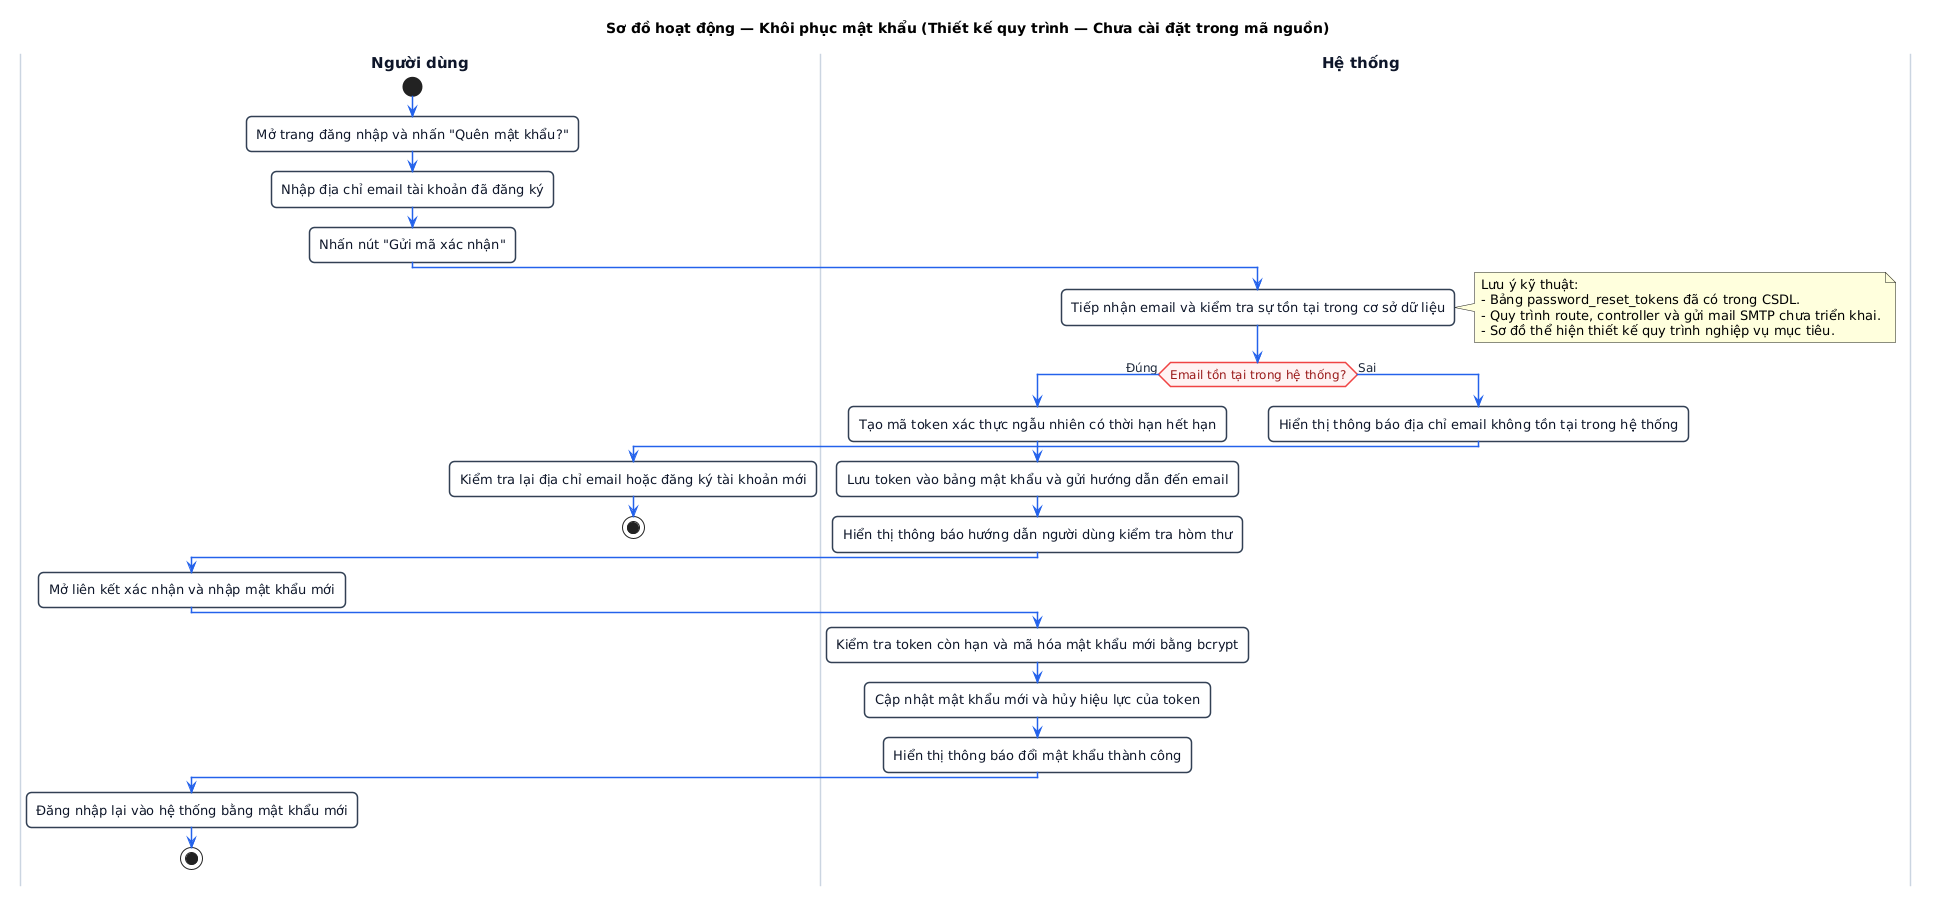 Sơ đồ hoạt động — Khôi phục mật khẩu (Thiết kế quy trình — Chưa cài đặt trong mã nguồn)
Người dùng
Hệ thống
Mở trang đăng nhập và nhấn "Quên mật khẩu?"
Nhập địa chỉ email tài khoản đã đăng ký
Nhấn nút "Gửi mã xác nhận"
Tiếp nhận email và kiểm tra sự tồn tại trong cơ sở dữ liệu
Lưu ý kỹ thuật:
- Bảng password_reset_tokens đã có trong CSDL.
- Quy trình route, controller và gửi mail SMTP chưa triển khai.
- Sơ đồ thể hiện thiết kế quy trình nghiệp vụ mục tiêu.
Đúng
Email tồn tại trong hệ thống?
Sai
Tạo mã token xác thực ngẫu nhiên có thời hạn hết hạn
Hiển thị thông báo địa chỉ email không tồn tại trong hệ thống
Kiểm tra lại địa chỉ email hoặc đăng ký tài khoản mới
Lưu token vào bảng mật khẩu và gửi hướng dẫn đến email
Hiển thị thông báo hướng dẫn người dùng kiểm tra hòm thư
Mở liên kết xác nhận và nhập mật khẩu mới
Kiểm tra token còn hạn và mã hóa mật khẩu mới bằng bcrypt
Cập nhật mật khẩu mới và hủy hiệu lực của token
Hiển thị thông báo đổi mật khẩu thành công
Đăng nhập lại vào hệ thống bằng mật khẩu mới